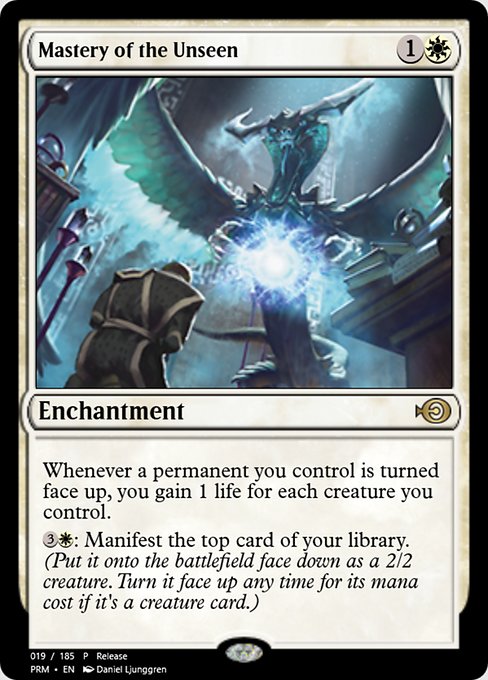 Mastery of the Unseen 1
Enchantment
Whenever a permanent you control is turned
face up, you gain 1 life for each creature you
control.
3: Manifest the top card of your library.
(Put it onto the battlefield face down as a 2/2
creature. Turn it face up any time for its mana
cost if it's a creature card.)
019 / 185 P Release
PRM • EN Daniel Ljunggren